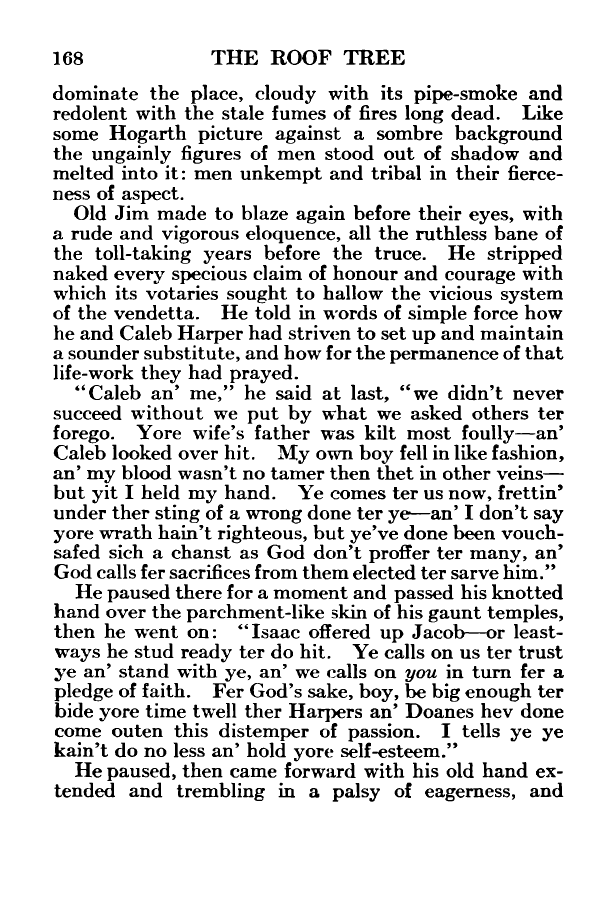 168 THE ROOF TREE
dominate the place, cloudy with its pipe-smoke and
redolent with the stale fumes of fires long dead. Like
some Hogarth picture against a sombre background
the ungainly figures of men stood out of shadow and
melted into it: men unkempt and tribal in their fierce-
ness of aspect.
Old Jim made to blaze again before their eyes, with
a rude and vigorous eloquence, all the ruthless bane of
the toll-taking years before the truce. He stripped
naked every specious claim of honour and courage with
which its votaries sought to hallow the vicious system
of the vendetta. He told in words of simple force how
he and Caleb Harper had striven to set up and maintain
a sounder substitute, and how for the permanence of that
life-work they had prayed.
"Caleb an' me," he said at last, "we didn't never
succeed without we put by what we asked others ter
forego. Yore wife's father was kilt most foully—an'
Caleb looked over hit. My own boy fell in like fashion,
an' my blood wasn't no tamer then thet in other veins—
but yit I held my hand. Ye comes ter us now, frettin'
under ther sting of a wrong done ter ye—an' I don't say
yore wrath hain't righteous, but ye've done been vouch-
safed sich a chanst as God don't proffer ter many, an'
God calls fer sacrifices from them elected ter sarve him."
He paused there for a moment and passed his knotted
hand over the parchment-like skin of his gaunt temples,
then he went on: "Isaac offered up Jacob—or least-
ways he stud ready ter do hit. Ye calls on us ter trust
ye an' stand with ye, an' we calls on you in turn fer a
pledge of faith. Fer God's sake, boy, be big enough ter
bide yore time twell ther Harpers an' Doanes hev done
come outen this distemper of passion. I tells ye ye
kain't do no less an' hold yore self-esteem."
He paused, then came forward with his old hand ex-
tended and trembling in a palsy of eagerness, and